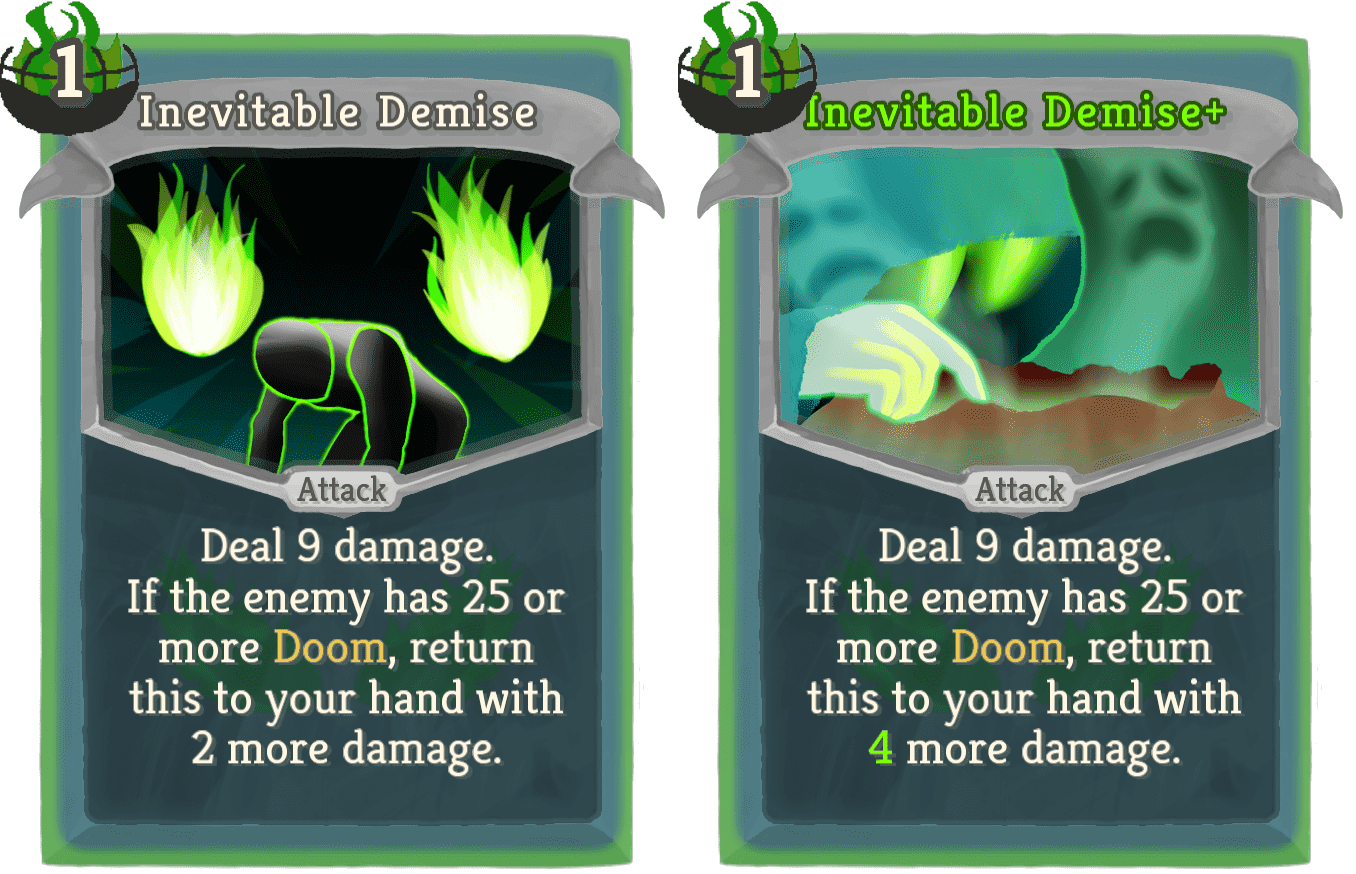 1
Inevitable Demise
Attack
Deal 9 damage.
If the enemy has 25 or
more Doom, return
this to your hand with
2 more damage.
1
Inevitable Demise+
Attack
Deal 9 damage.
If the enemy has 25 or
more Doom, return
this to your hand with
4 more damage.